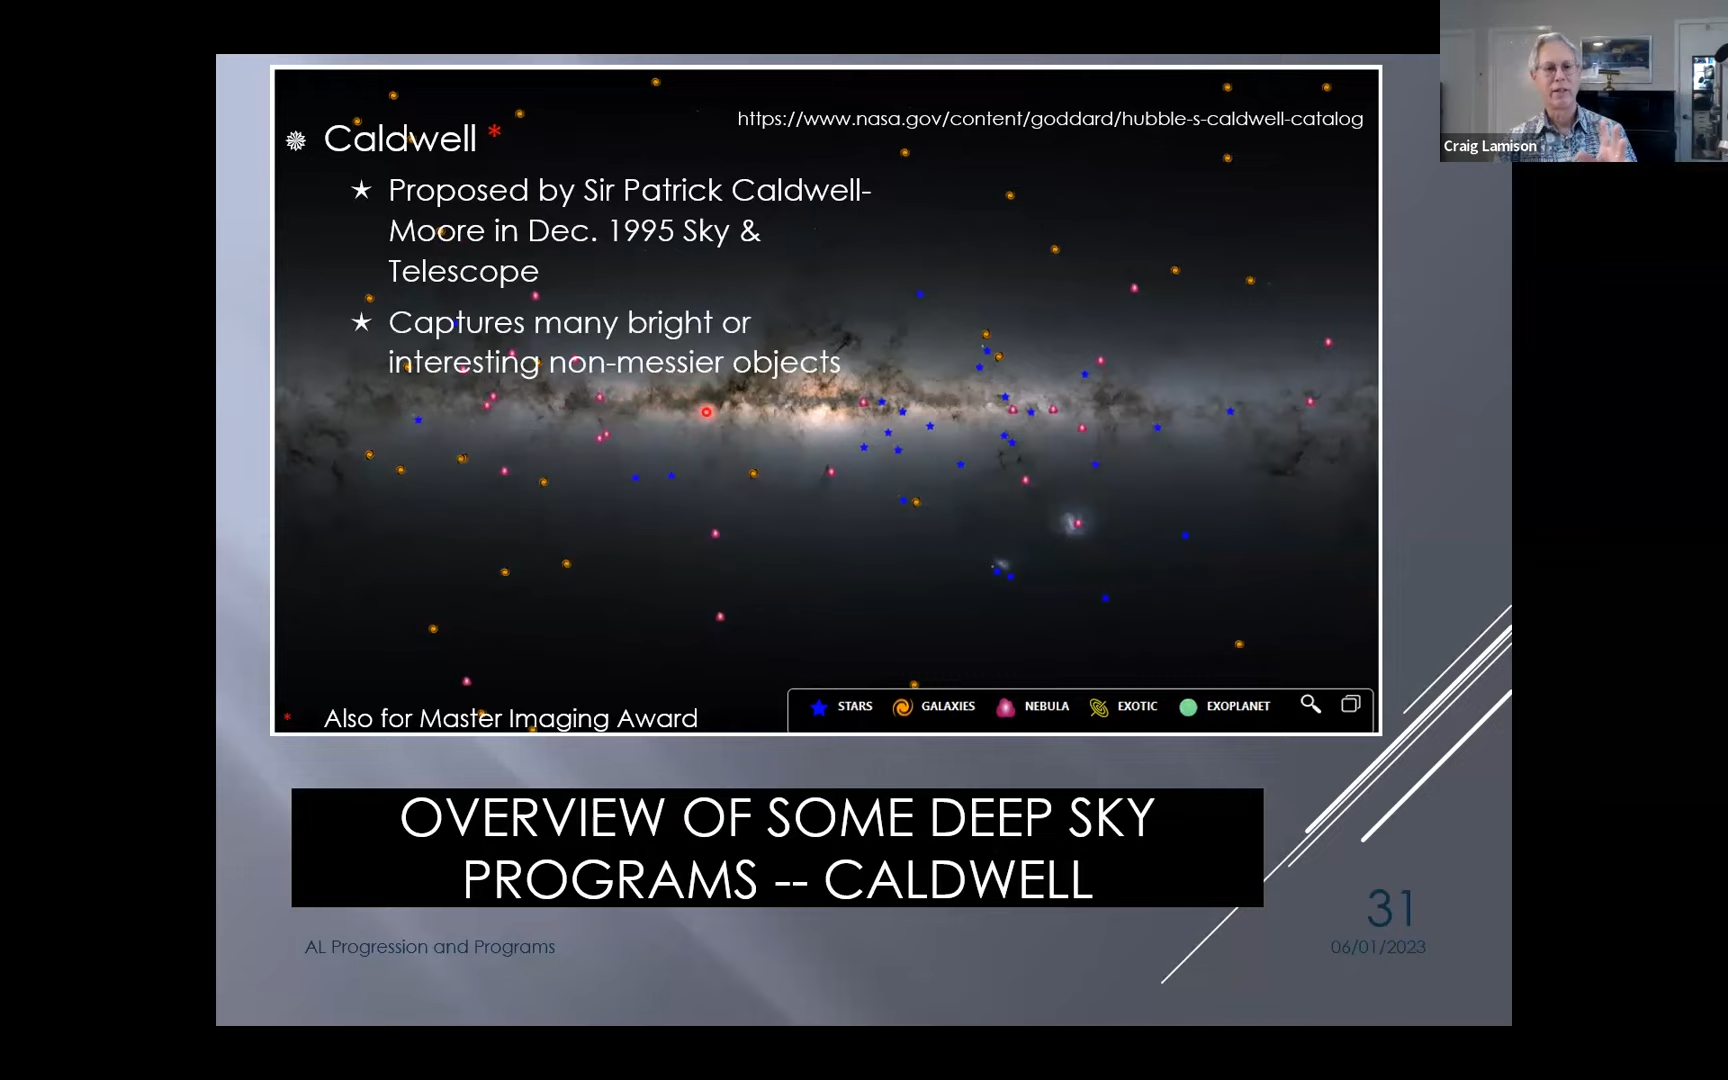 https://www.nasa.gov/content/goddard/hubble-s-caldwell-catalog
Caldwell *
Proposed by Sir Patrick Caldwell-
Moore in Dec. 1995 Sky &
Telescope
Captures many bright or
interesting non-messier objects
Craig Lamison
* Also for Master Imaging Award
STARS GALAXIES NEBULA EXOTIC EXOPLANET
OVERVIEW OF SOME DEEP SKY
PROGRAMS -- CALDWELL
31
AL Progression and Programs
06/01/2023